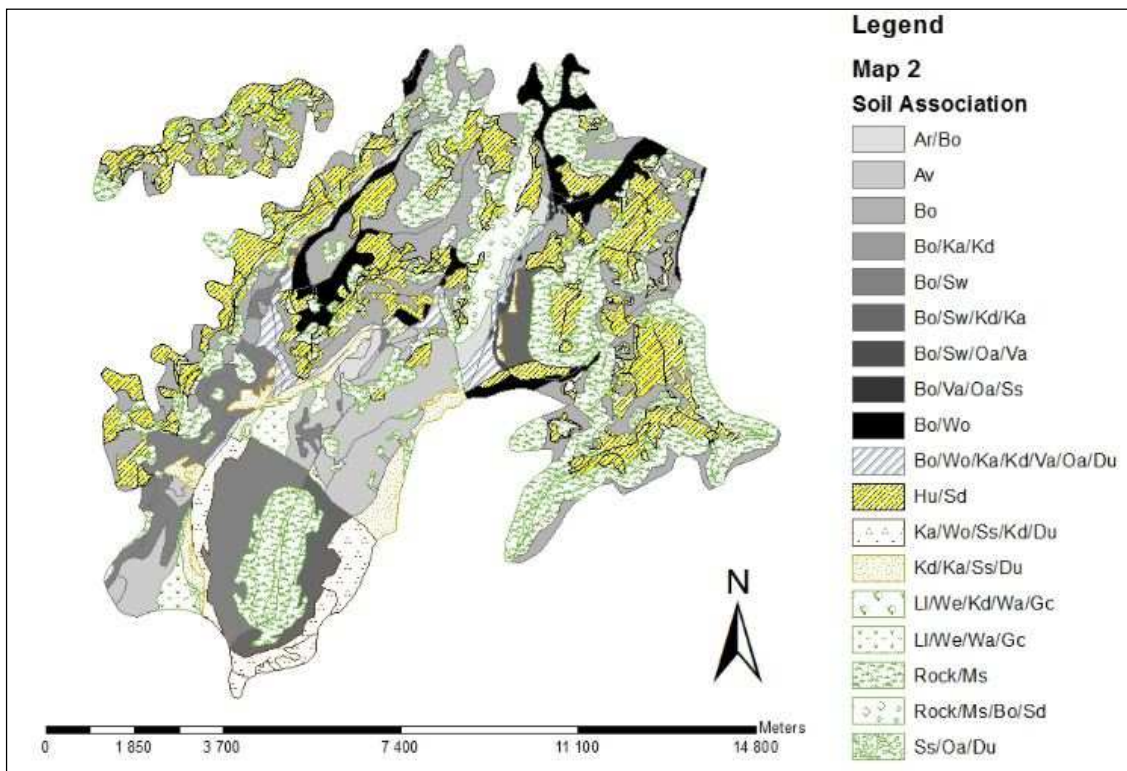 Legend
Map 2
Soil Association
Ar/Bo
Av
Bo
Bo/Ka/Kd
Bo/Sw
Bo/Sw/Kd/Ka
Bo/Sw/Oa/Va
Bo/Va/Oa/Ss
Bo/Wo
Bo/Wo/Ka/Kd/Va/Oa/Du
Hu/Sd
Ka/Wo/Ss/Kd/Du
Kd/Ka/Ss/Du
Ll/We/Kd/Wa/Gc
Ll/We/Wa/Gc
Rock/Ms
Rock/Ms/Bo/Sd
Ss/Oa/Du
N
Meters
0 1 850 3 700 7 400 11 100 14 800